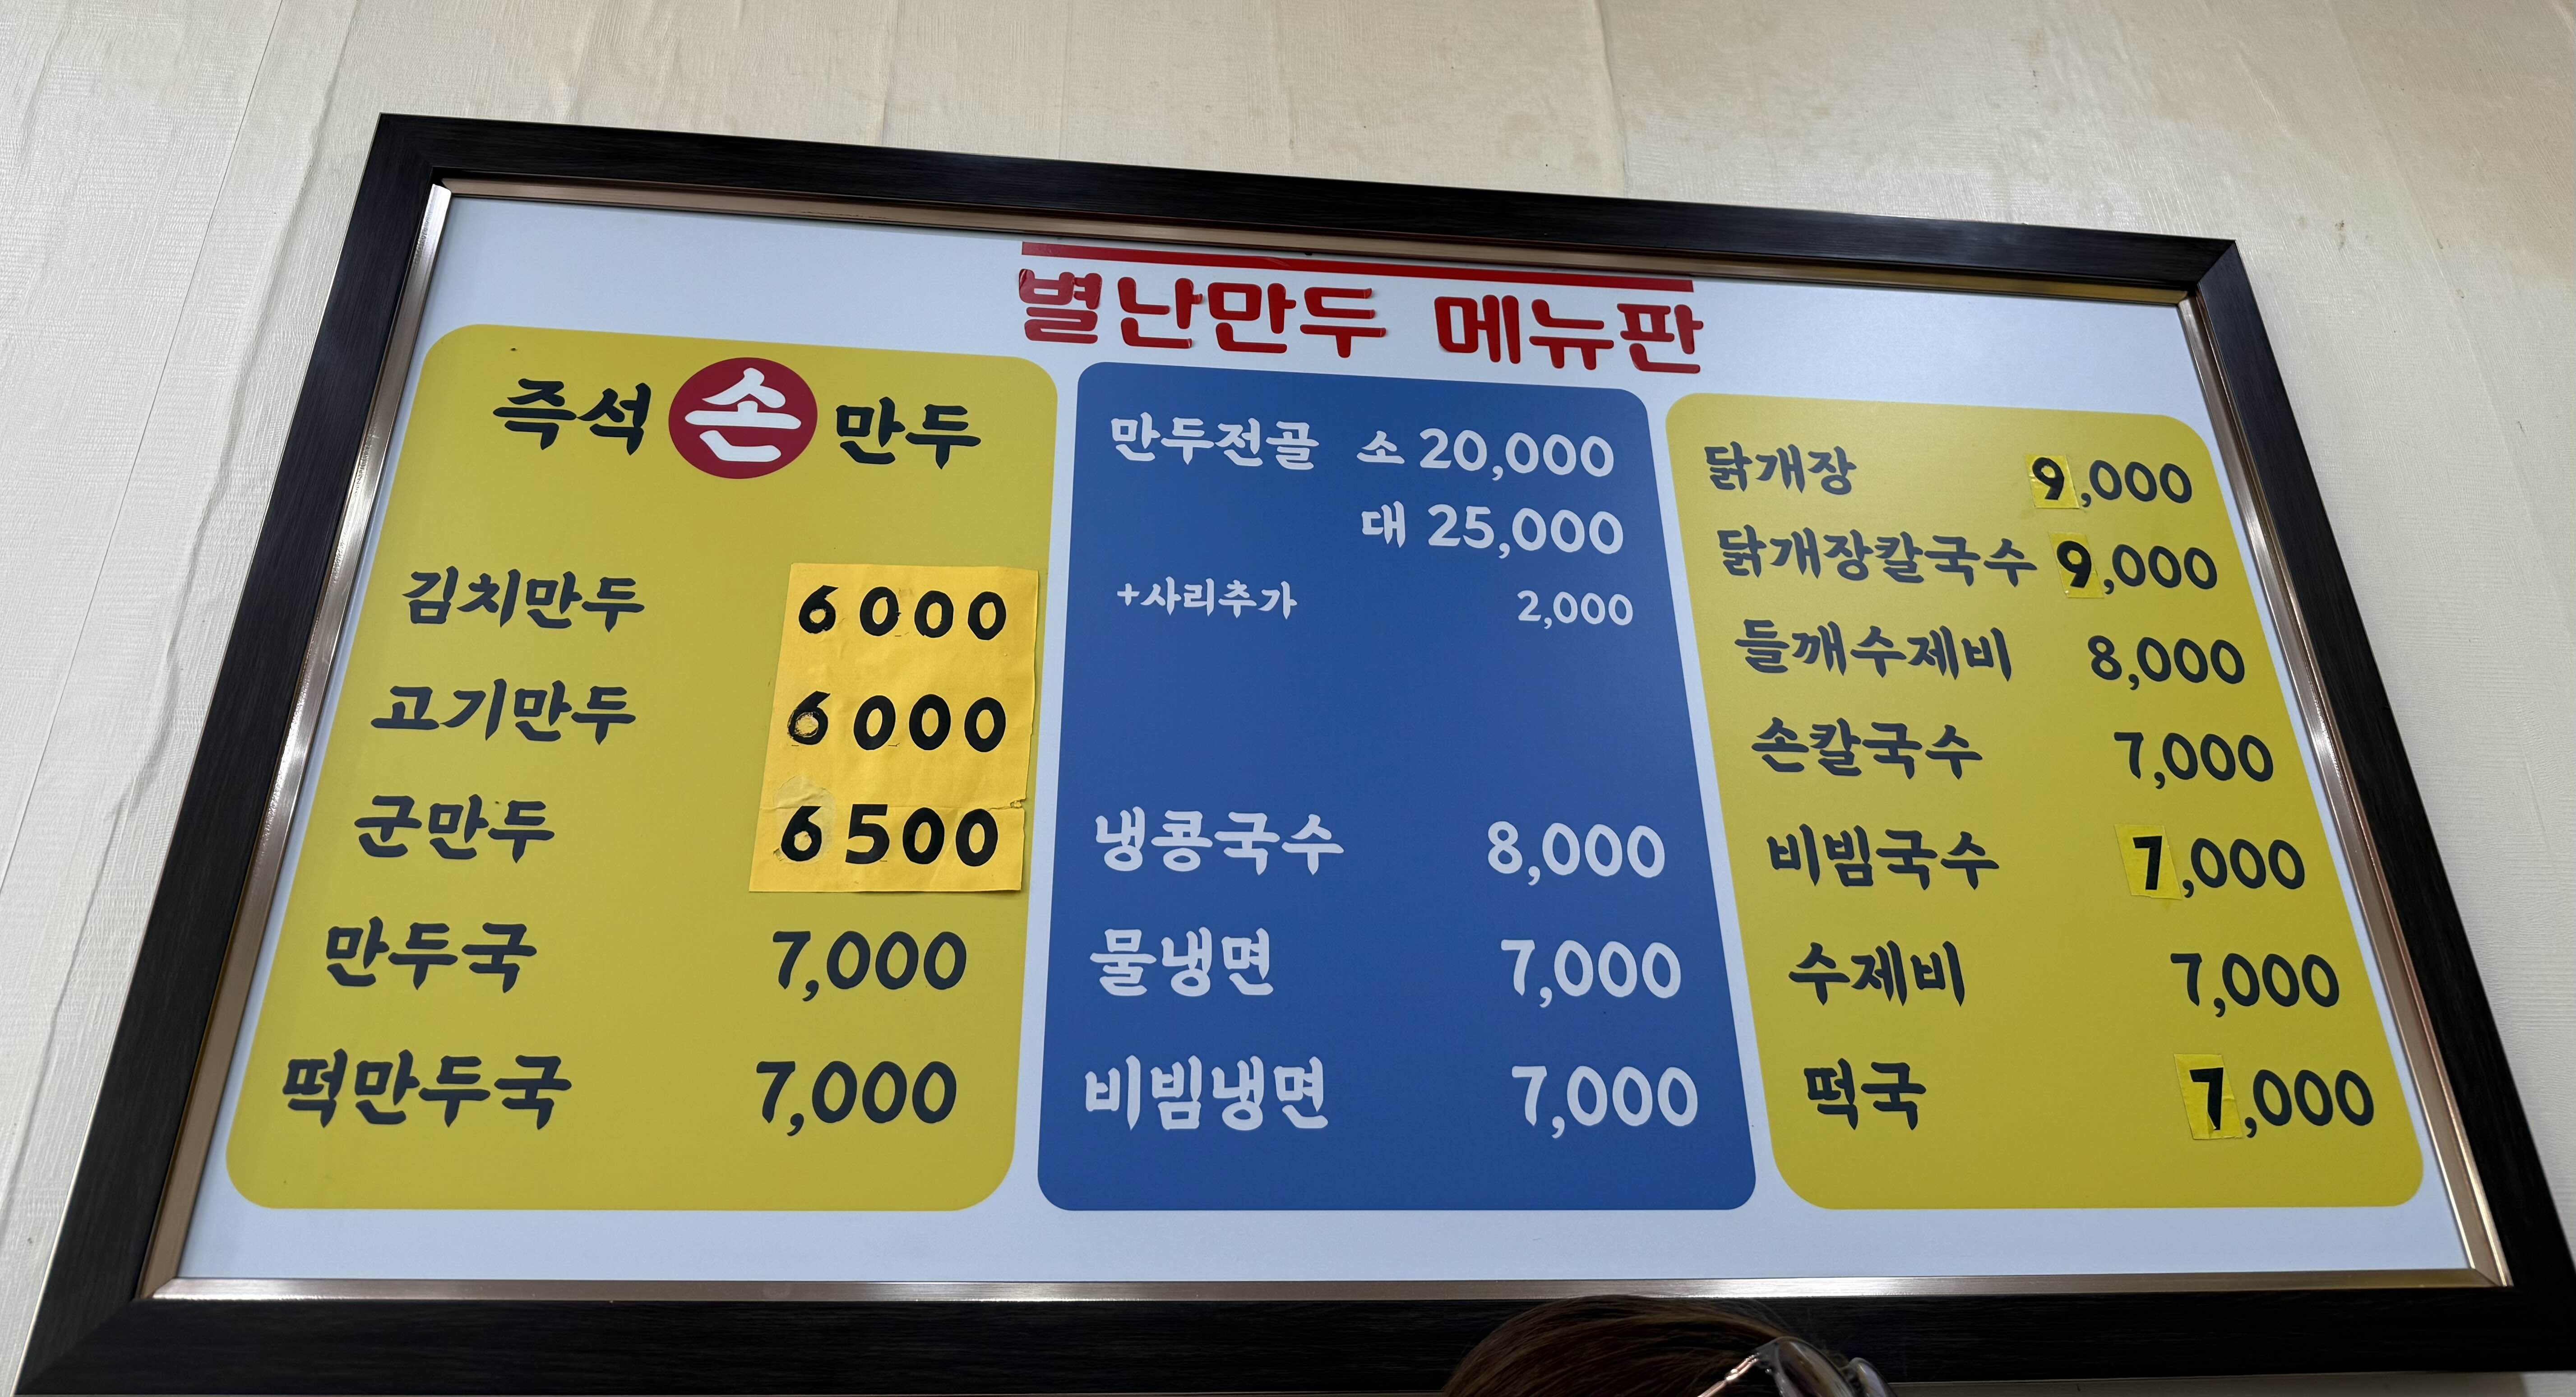 별난만두 메뉴판
즉석 손 만두
김치만두 6000
고기만두 6000
군만두 6500
만두국 7,000
떡만두국 7,000
만두전골 소 20,000
대 25,000
+사리추가 2,000
냉콩국수 8,000
물냉면 7,000
비빔냉면 7,000
닭개장 9,000
닭개장칼국수 9,000
들깨수제비 8,000
손칼국수 7,000
비빔국수 7,000
수제비 7,000
떡국 7,000